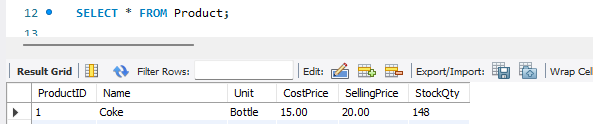 12 SELECT * FROM Product;
13
Result Grid Filter Rows: Edit: Export/Import: Wrap Cel
ProductID Name Unit CostPrice SellingPrice StockQty
1 Coke Bottle 15.00 20.00 148